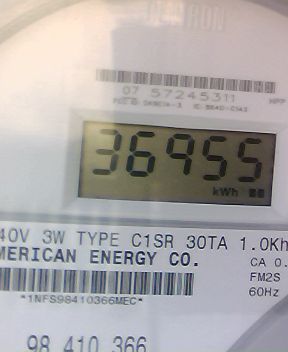 07 57245311
36955
kWh
40V 3W TYPE C1SR 30TA 1.0Kh
MERICAN ENERGY CO.
CA 0.
FM2S
60Hz
*1NFS98410366MEC*
98 410 366